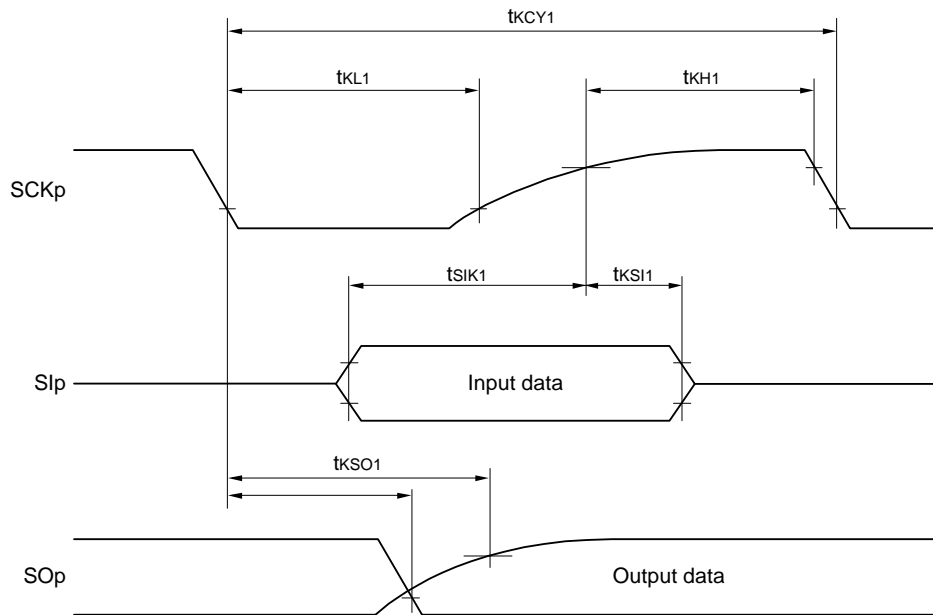 tKCY1
tKL1
tKH1
SCKp
tSIK1
tKSI1
SIp
Input data
tKSO1
SOp
Output data